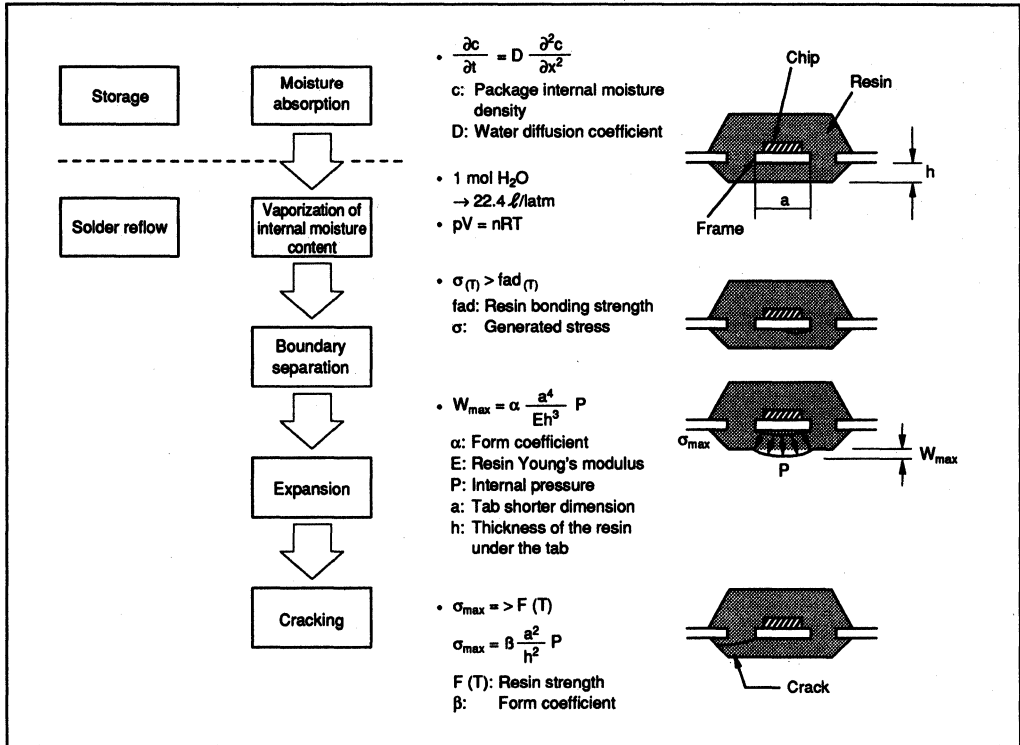 Storage
Moisture
absorption
• ∂c/∂t = D ∂²c/∂x²
c: Package internal moisture
density
D: Water diffusion coefficient
Chip
Resin
h
a
Frame
Solder reflow
Vaporization of
internal moisture
content
• 1 mol H₂O
→ 22.4 ℓ/latm
• pV = nRT
Boundary
separation
• σ(T) > fad(T)
fad: Resin bonding strength
σ: Generated stress
Expansion
• Wmax = α a⁴/Eh³ P
α: Form coefficient
E: Resin Young's modulus
P: Internal pressure
a: Tab shorter dimension
h: Thickness of the resin
under the tab
σmax
P
Wmax
Cracking
• σmax = > F (T)
σmax = β a²/h² P
F (T): Resin strength
β: Form coefficient
Crack